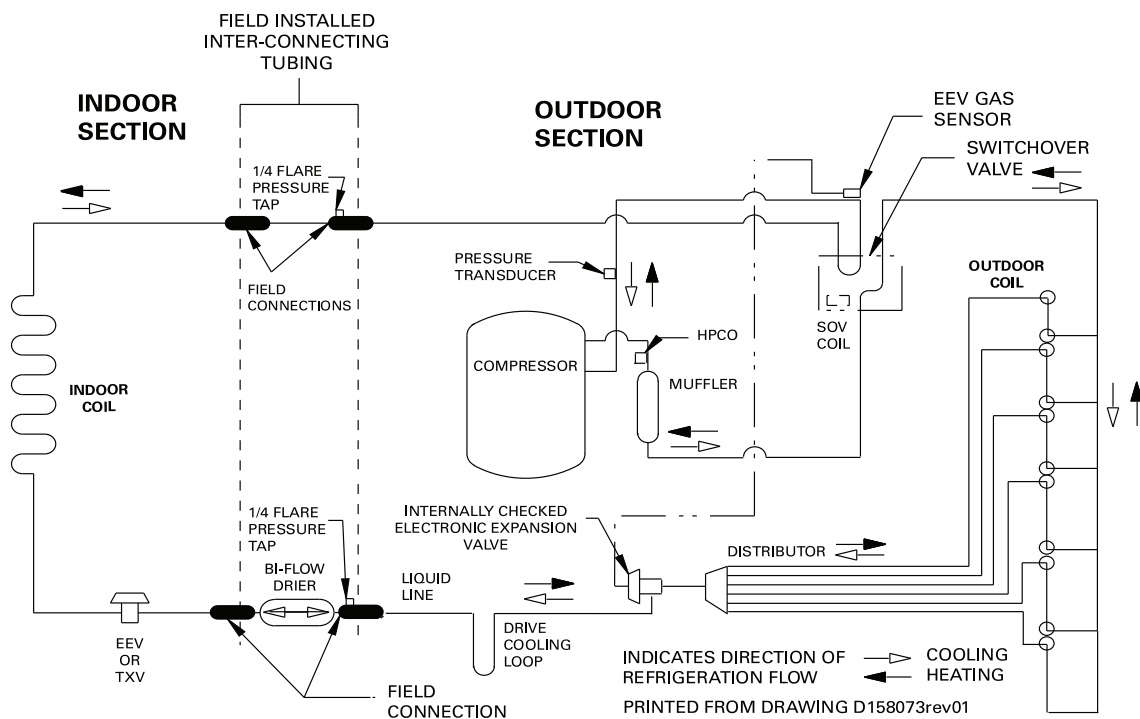 FIELD INSTALLED
INTER-CONNECTING
TUBING
INDOOR
SECTION
OUTDOOR
SECTION
EEV GAS
SENSOR
SWITCHOVER
VALVE
1/4 FLARE
PRESSURE
TAP
FIELD
CONNECTIONS
PRESSURE
TRANSDUCER
OUTDOOR
COIL
SOV
COIL
HPCO
COMPRESSOR
MUFFLER
INDOOR
COIL
1/4 FLARE
PRESSURE
TAP
BI-FLOW
DRIER
INTERNALLY CHECKED
ELECTRONIC EXPANSION
VALVE
DISTRIBUTOR
LIQUID
LINE
DRIVE
COOLING
LOOP
EEV
OR
TXV
FIELD
CONNECTION
INDICATES DIRECTION OF
REFRIGERATION FLOW
COOLING
HEATING
PRINTED FROM DRAWING D158073rev01